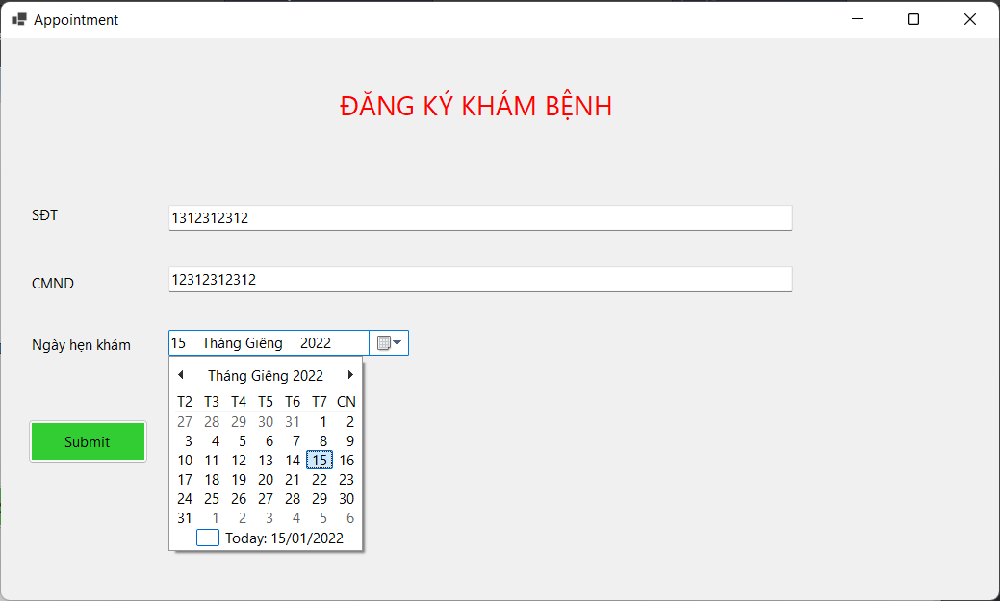 Appointment
ĐĂNG KÝ KHÁM BỆNH
SĐT 1312312312
CMND 12312312312
Ngày hẹn khám 15 Tháng Giêng 2022
Tháng Giêng 2022
T2 T3 T4 T5 T6 T7 CN
27 28 29 30 31 1 2
3 4 5 6 7 8 9
10 11 12 13 14 15 16
17 18 19 20 21 22 23
24 25 26 27 28 29 30
31 1 2 3 4 5 6
Today: 15/01/2022
Submit